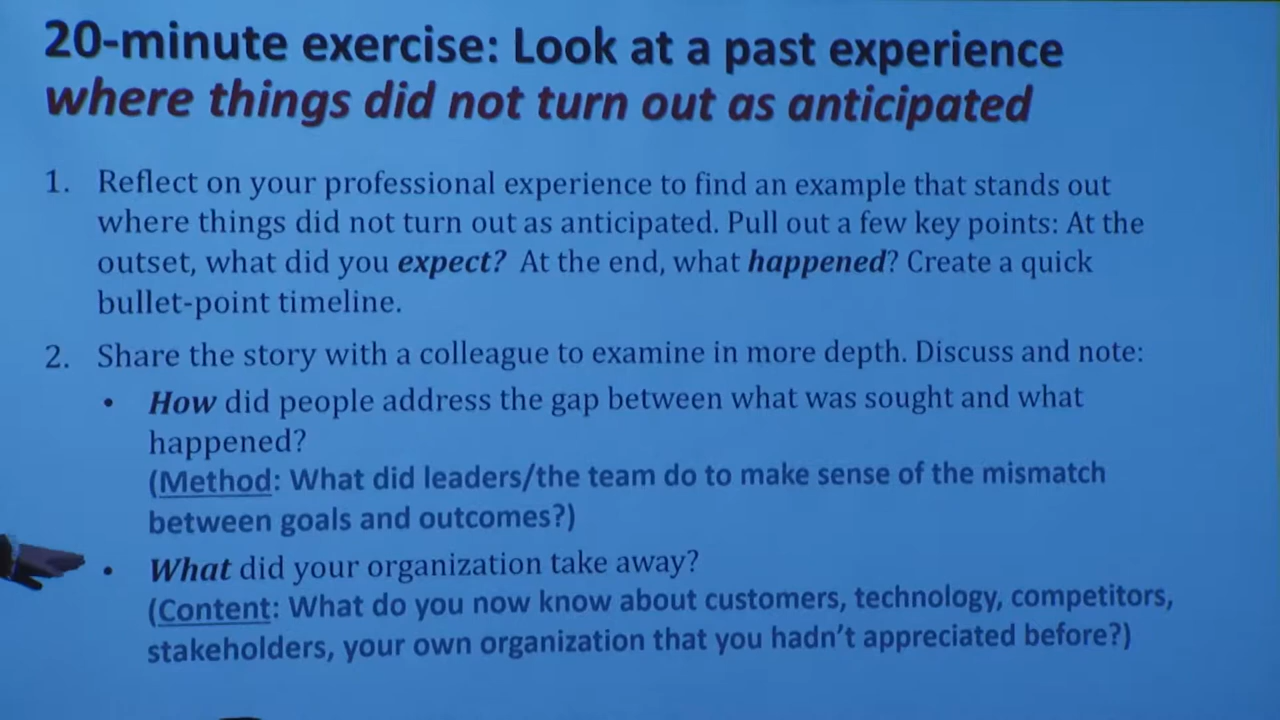 20-minute exercise: Look at a past experience
where things did not turn out as anticipated
1. Reflect on your professional experience to find an example that stands out
where things did not turn out as anticipated. Pull out a few key points: At the
outset, what did you expect? At the end, what happened? Create a quick
bullet-point timeline.
2. Share the story with a colleague to examine in more depth. Discuss and note:
• How did people address the gap between what was sought and what
happened?
(Method: What did leaders/the team do to make sense of the mismatch
between goals and outcomes?)
• What did your organization take away?
(Content: What do you now know about customers, technology, competitors,
stakeholders, your own organization that you hadn't appreciated before?)